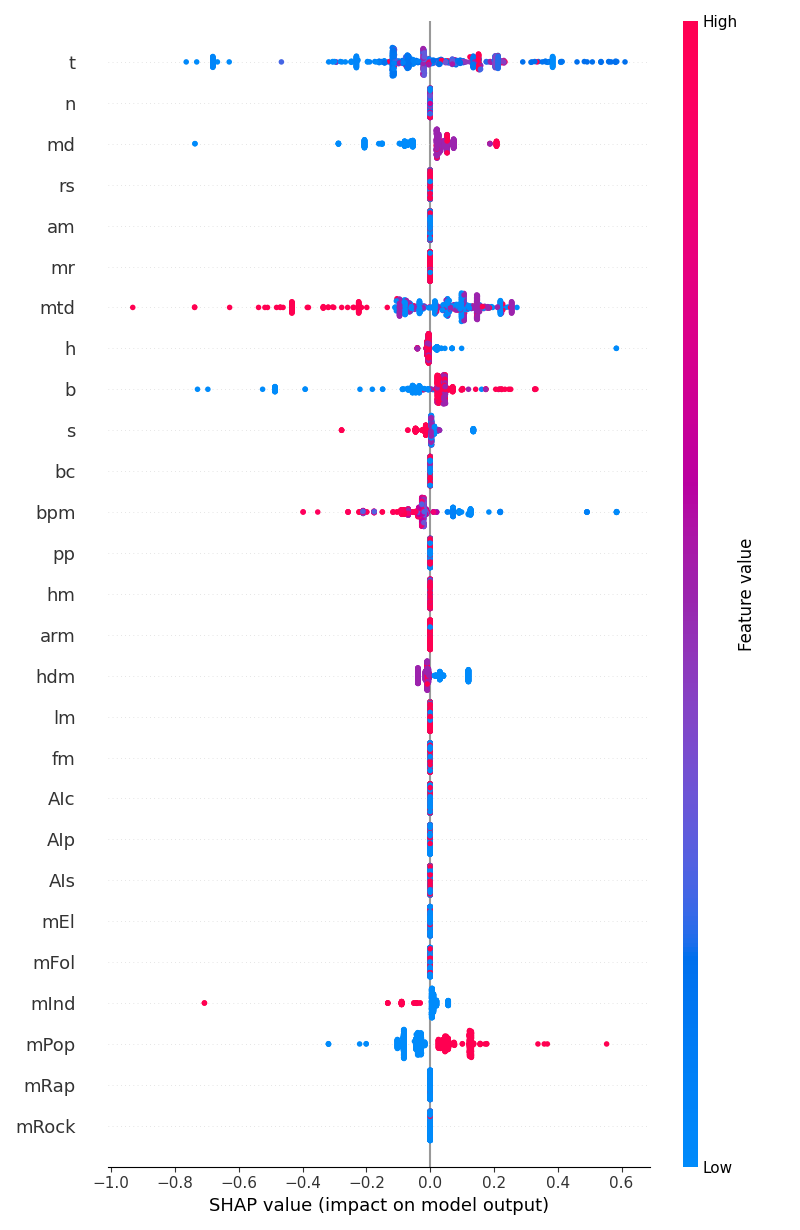 High
t
n
md
rs
am
mr
mtd
h
b
s
bc
bpm
pp
hm
arm
hdm
lm
fm
AIc
AIp
AIs
mEl
mFol
mInd
mPop
mRap
mRock
Feature value
Low
−1.0 −0.8 −0.6 −0.4 −0.2 0.0 0.2 0.4 0.6
SHAP value (impact on model output)